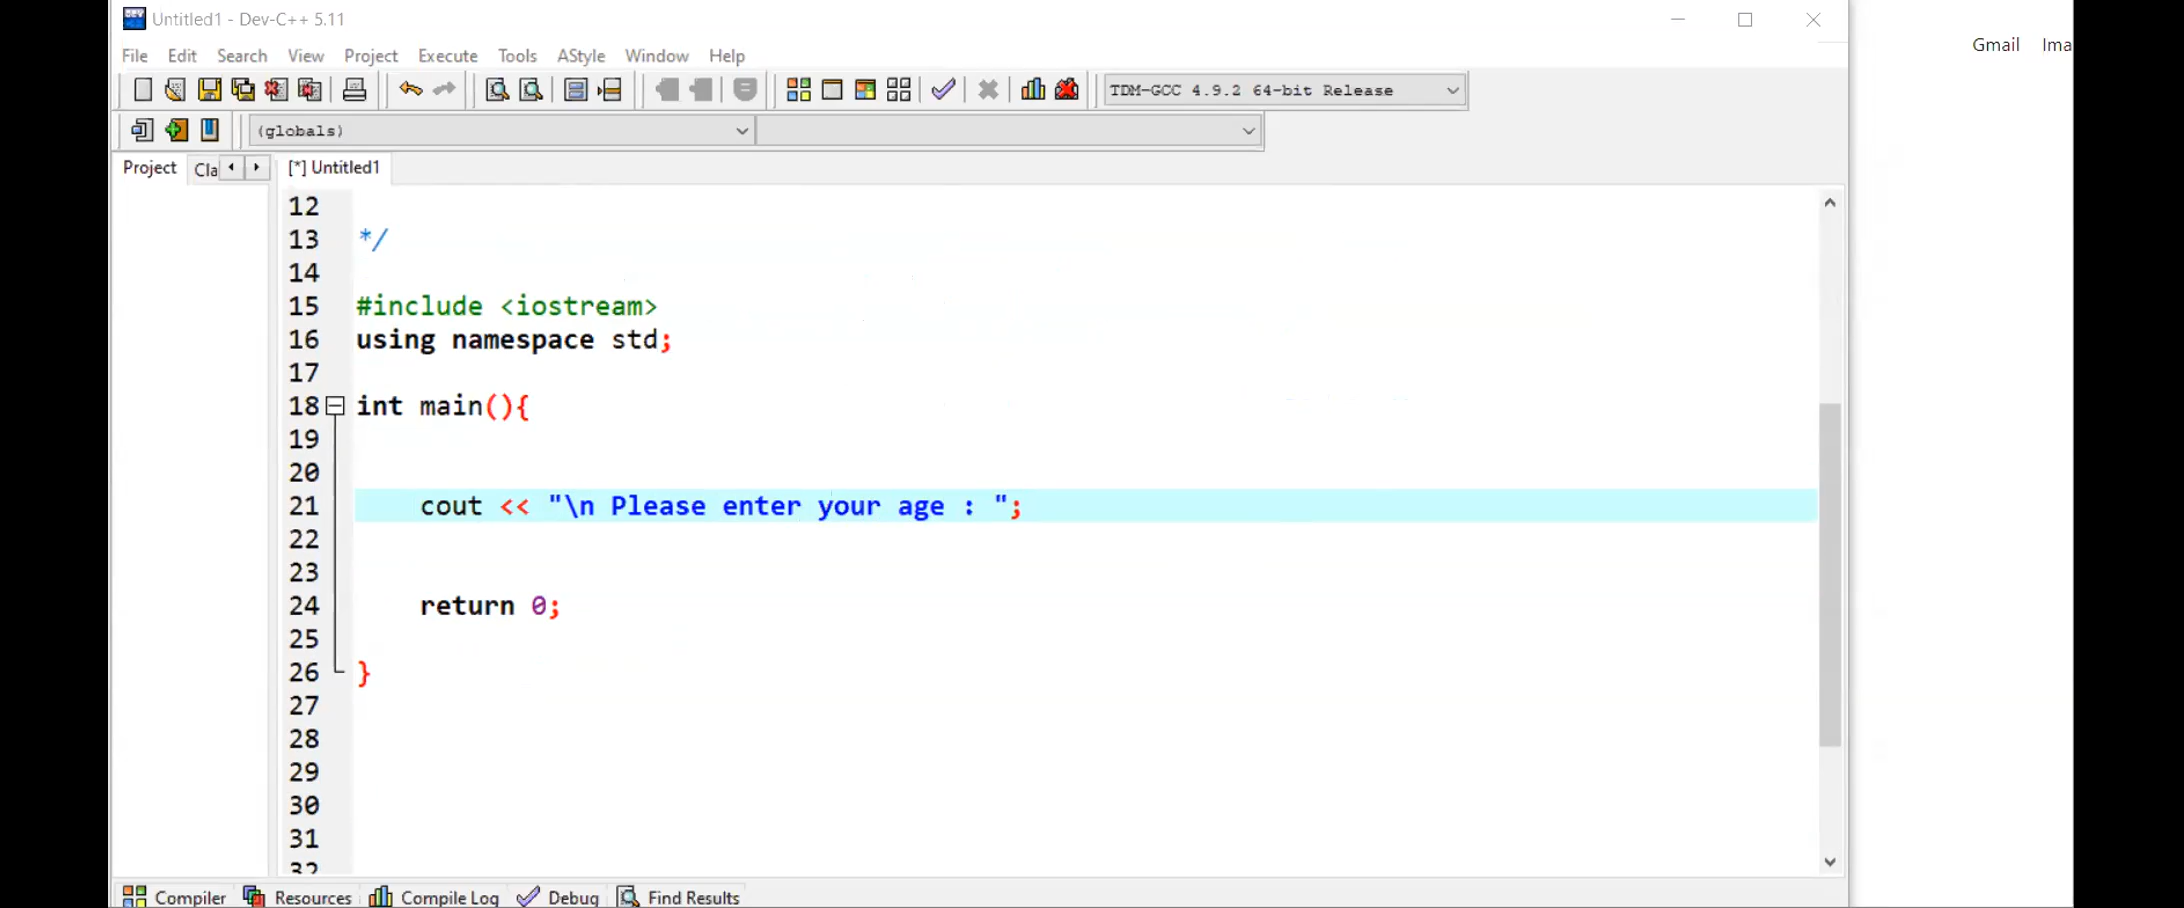 Untitled1 - Dev-C++ 5.11
Gmail Ima
File Edit Search View Project Execute Tools AStyle Window Help
TDM-GCC 4.9.2 64-bit Release
(globals)
Project Cla [*] Untitled1
12
13 */
14
15 #include <iostream>
16 using namespace std;
17
18 int main(){
19
20
21 cout << "\n Please enter your age : ";
22
23
24 return 0;
25
26 }
27
28
29
30
31
32
Compiler Resources Compile Log Debug Find Results